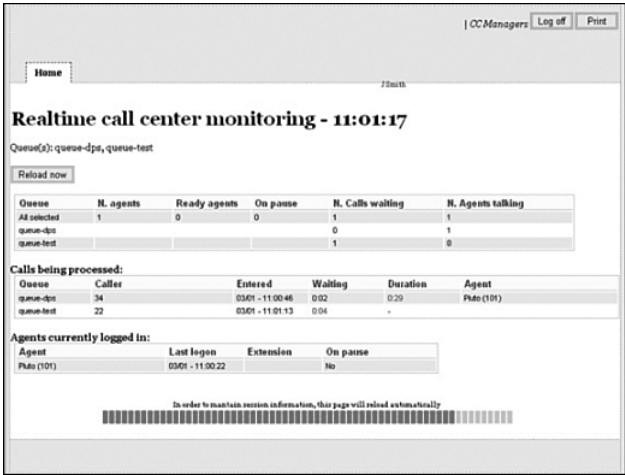 | CC Managers Log off Print
Home
J Smith
Realtime call center monitoring - 11:01:17
Queue(s): queue-dps, queue-test
Reload now
Queue N. agents Ready agents On pause N. Calls waiting N. Agents talking
All selected 1 0 0 1 1
queue-dps 0 1
queue-test 1 0
Calls being processed:
Queue Caller Entered Waiting Duration Agent
queue-dps 34 03/01 - 11:00:46 0:02 0:29 Pluto (101)
queue-test 22 03/01 - 11:01:13 0:04 -
Agents currently logged in:
Agent Last logon Extension On pause
Pluto (101) 03/01 - 11:00:22 No
In order to mantain session information, this page will reload automatically